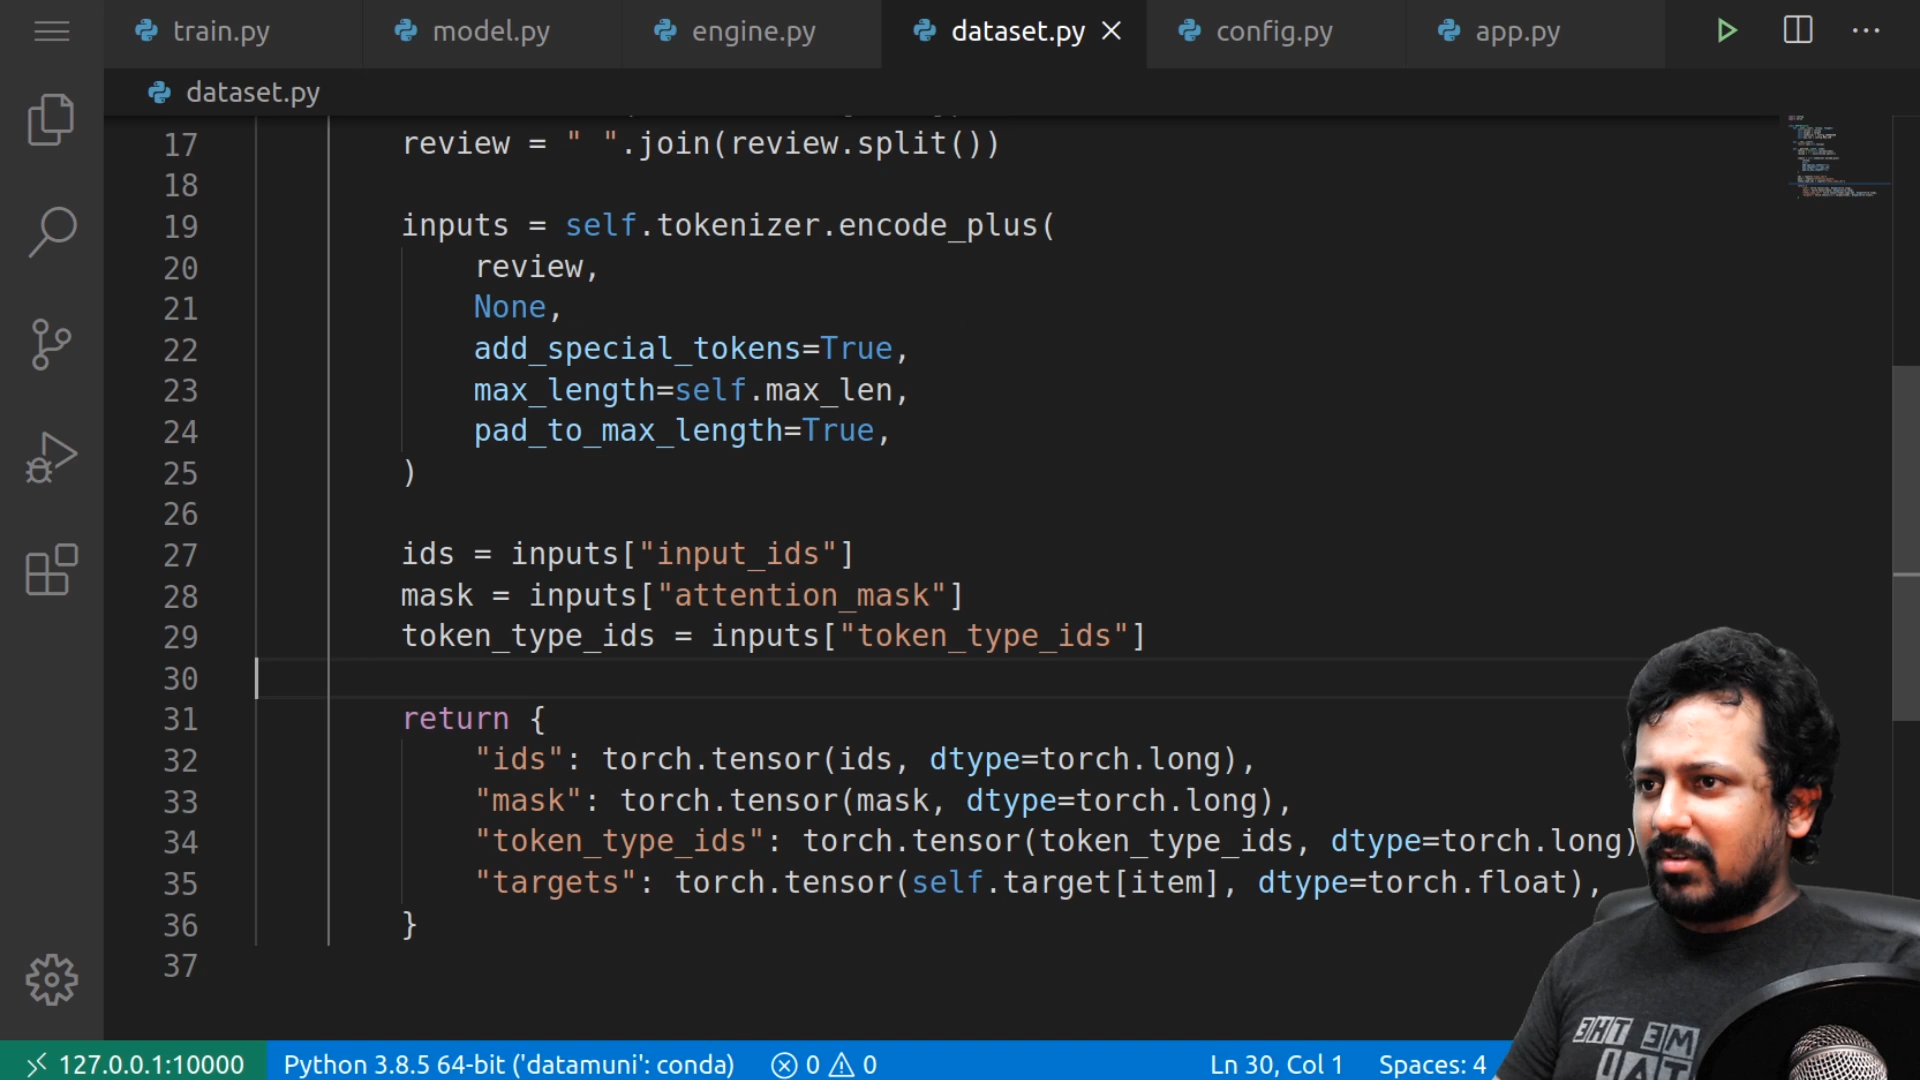 train.py model.py engine.py dataset.py config.py app.py
dataset.py
17 review = " ".join(review.split())
18
19 inputs = self.tokenizer.encode_plus(
20 review,
21 None,
22 add_special_tokens=True,
23 max_length=self.max_len,
24 pad_to_max_length=True,
25 )
26
27 ids = inputs["input_ids"]
28 mask = inputs["attention_mask"]
29 token_type_ids = inputs["token_type_ids"]
30
31 return {
32 "ids": torch.tensor(ids, dtype=torch.long),
33 "mask": torch.tensor(mask, dtype=torch.long),
34 "token_type_ids": torch.tensor(token_type_ids, dtype=torch.long)
35 "targets": torch.tensor(self.target[item], dtype=torch.float),
36 }
37
127.0.0.1:10000 Python 3.8.5 64-bit ('datamuni': conda) 0 0 Ln 30, Col 1 Spaces: 4